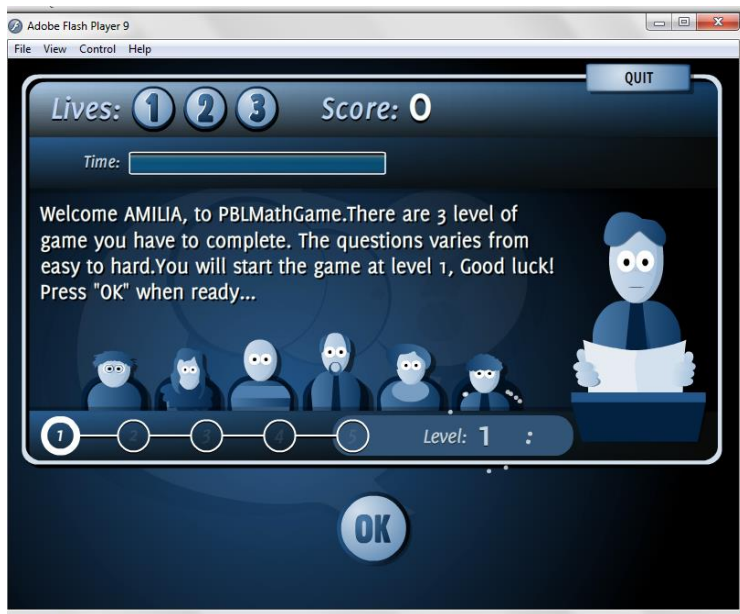 Adobe Flash Player 9
File View Control Help
QUIT
Lives: 1 2 3 Score: 0
Time:
Welcome AMILIA, to PBLMathGame.There are 3 level of
game you have to complete. The questions varies from
easy to hard.You will start the game at level 1, Good luck!
Press "OK" when ready...
1 2 3 4 5 Level: 1 :
OK